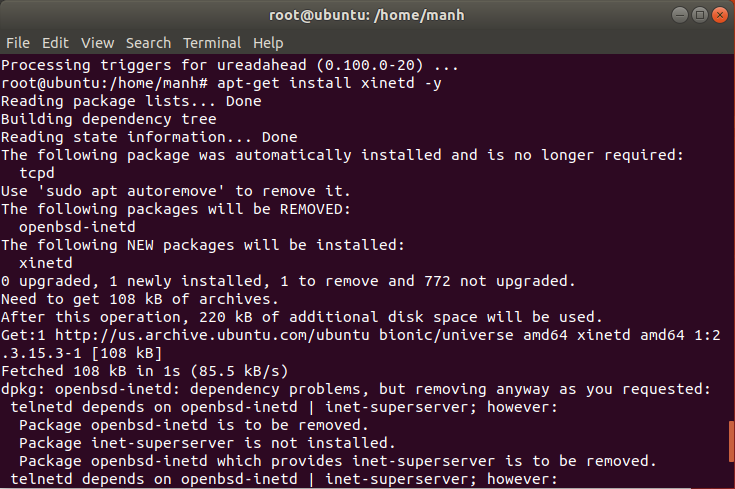 root@ubuntu: /home/manh
File Edit View Search Terminal Help
Processing triggers for ureadahead (0.100.0-20) ...
root@ubuntu:/home/manh# apt-get install xinetd -y
Reading package lists... Done
Building dependency tree
Reading state information... Done
The following package was automatically installed and is no longer required:
  tcpd
Use 'sudo apt autoremove' to remove it.
The following packages will be REMOVED:
  openbsd-inetd
The following NEW packages will be installed:
  xinetd
0 upgraded, 1 newly installed, 1 to remove and 772 not upgraded.
Need to get 108 kB of archives.
After this operation, 220 kB of additional disk space will be used.
Get:1 http://us.archive.ubuntu.com/ubuntu bionic/universe amd64 xinetd amd64 1:2
.3.15.3-1 [108 kB]
Fetched 108 kB in 1s (85.5 kB/s)
dpkg: openbsd-inetd: dependency problems, but removing anyway as you requested:
 telnetd depends on openbsd-inetd | inet-superserver; however:
  Package openbsd-inetd is to be removed.
  Package inet-superserver is not installed.
  Package openbsd-inetd which provides inet-superserver is to be removed.
 telnetd depends on openbsd-inetd | inet-superserver; however: